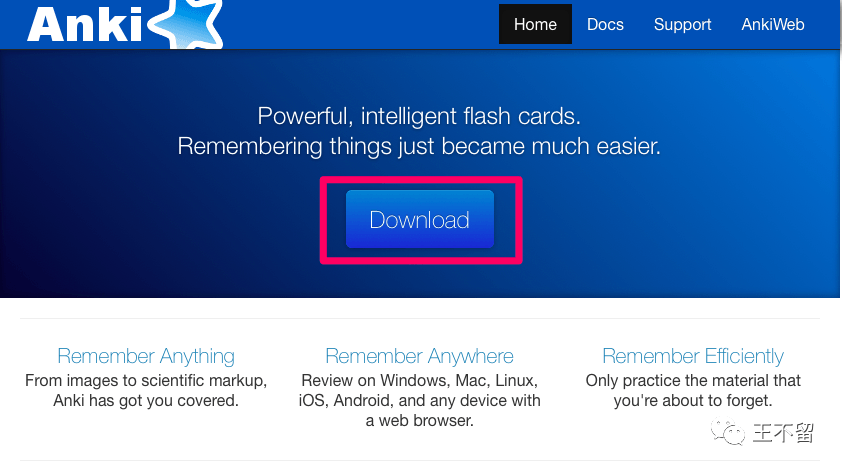 Anki
Home Docs Support AnkiWeb
Powerful, intelligent flash cards.
Remembering things just became much easier.
Download
Remember Anything
From images to scientific markup,
Anki has got you covered.
Remember Anywhere
Review on Windows, Mac, Linux,
iOS, Android, and any device with
a web browser.
Remember Efficiently
Only practice the material that
you're about to forget.
王不留